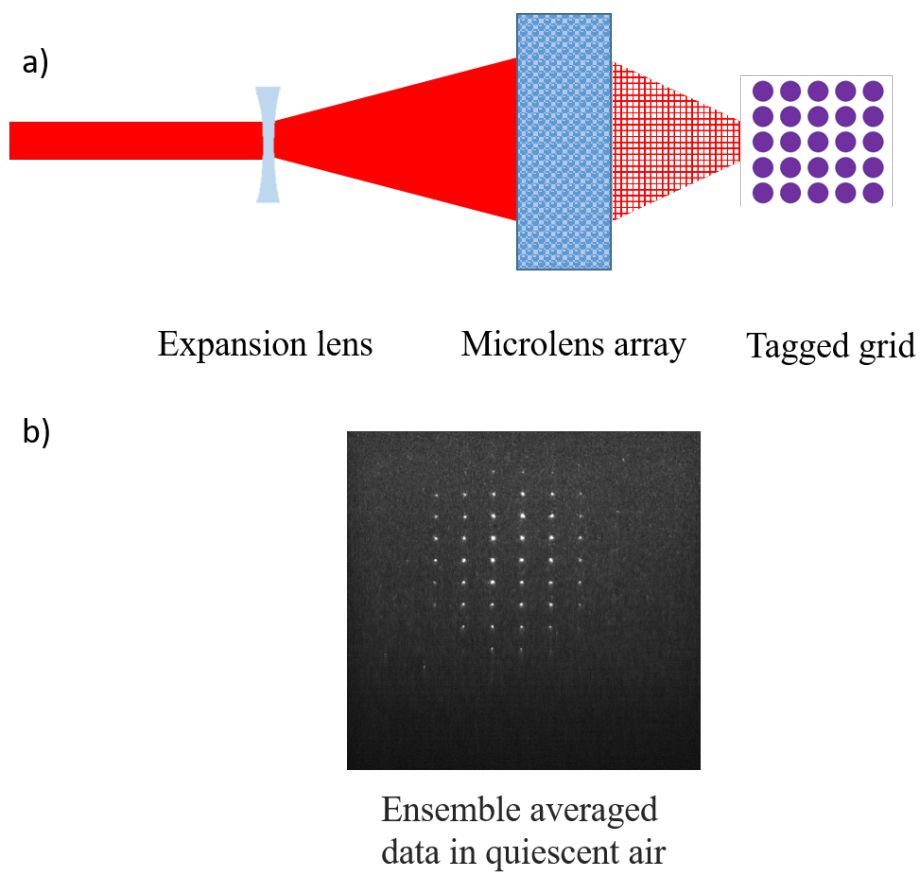 a)
Expansion lens
Microlens array
Tagged grid
b)
Ensemble averaged
data in quiescent air